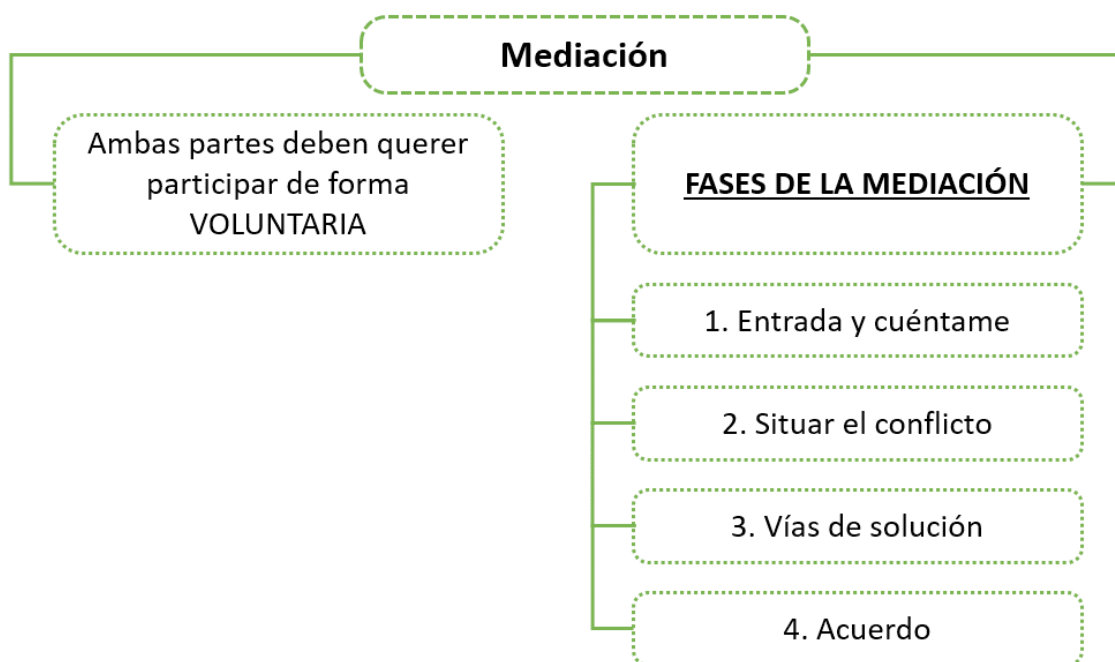 Mediación
Ambas partes deben querer
participar de forma
VOLUNTARIA
FASES DE LA MEDIACIÓN
1. Entrada y cuéntame
2. Situar el conflicto
3. Vías de solución
4. Acuerdo